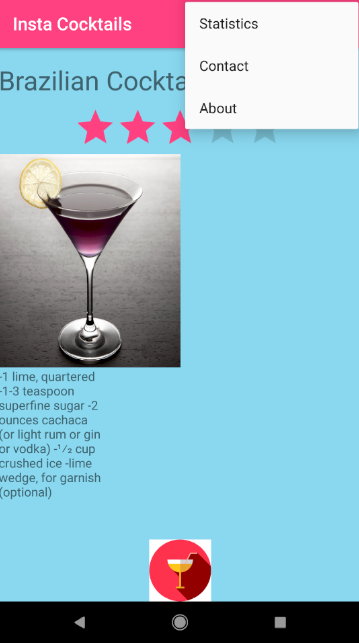 Insta Cocktails
Statistics
Contact
About
Brazilian Cockta
-1 lime, quartered
-1-3 teaspoon
superfine sugar -2
ounces cachaca
(or light rum or gin
or vodka) -1/2 cup
crushed ice -lime
wedge, for garnish
(optional)